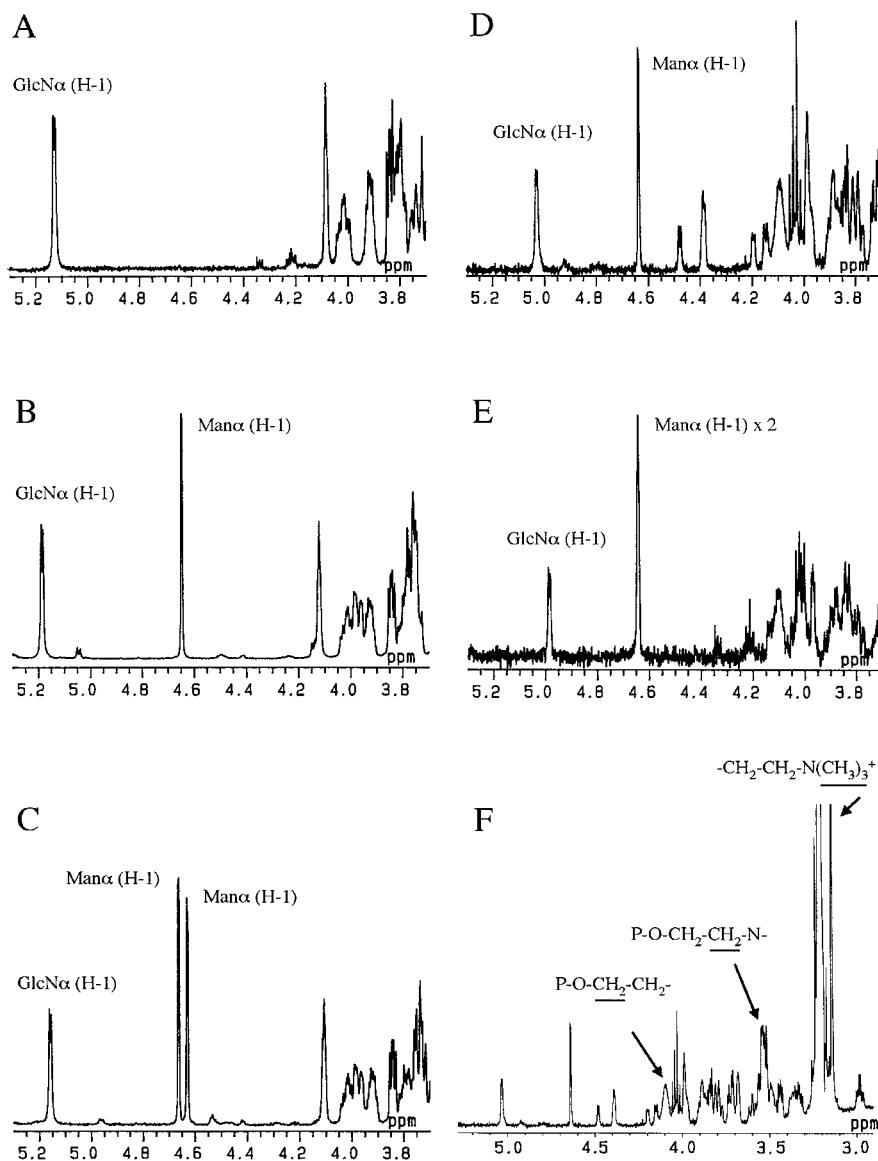 A
GlcNα (H-1)
ppm
5.2 5.0 4.8 4.6 4.4 4.2 4.0 3.8
B
Manα (H-1)
GlcNα (H-1)
ppm
5.2 5.0 4.8 4.6 4.4 4.2 4.0 3.8
C
Manα (H-1)
Manα (H-1)
GlcNα (H-1)
ppm
5.2 5.0 4.8 4.6 4.4 4.2 4.0 3.8
D
Manα (H-1)
GlcNα (H-1)
ppm
5.2 5.0 4.8 4.6 4.4 4.2 4.0 3.8
E
Manα (H-1) x 2
GlcNα (H-1)
ppm
5.2 5.0 4.8 4.6 4.4 4.2 4.0 3.8
-CH₂-CH₂-N(CH₃)₃⁺
F
P-O-CH₂-CH₂-N-
P-O-CH₂-CH₂-
ppm
5.0 4.5 4.0 3.5 3.0